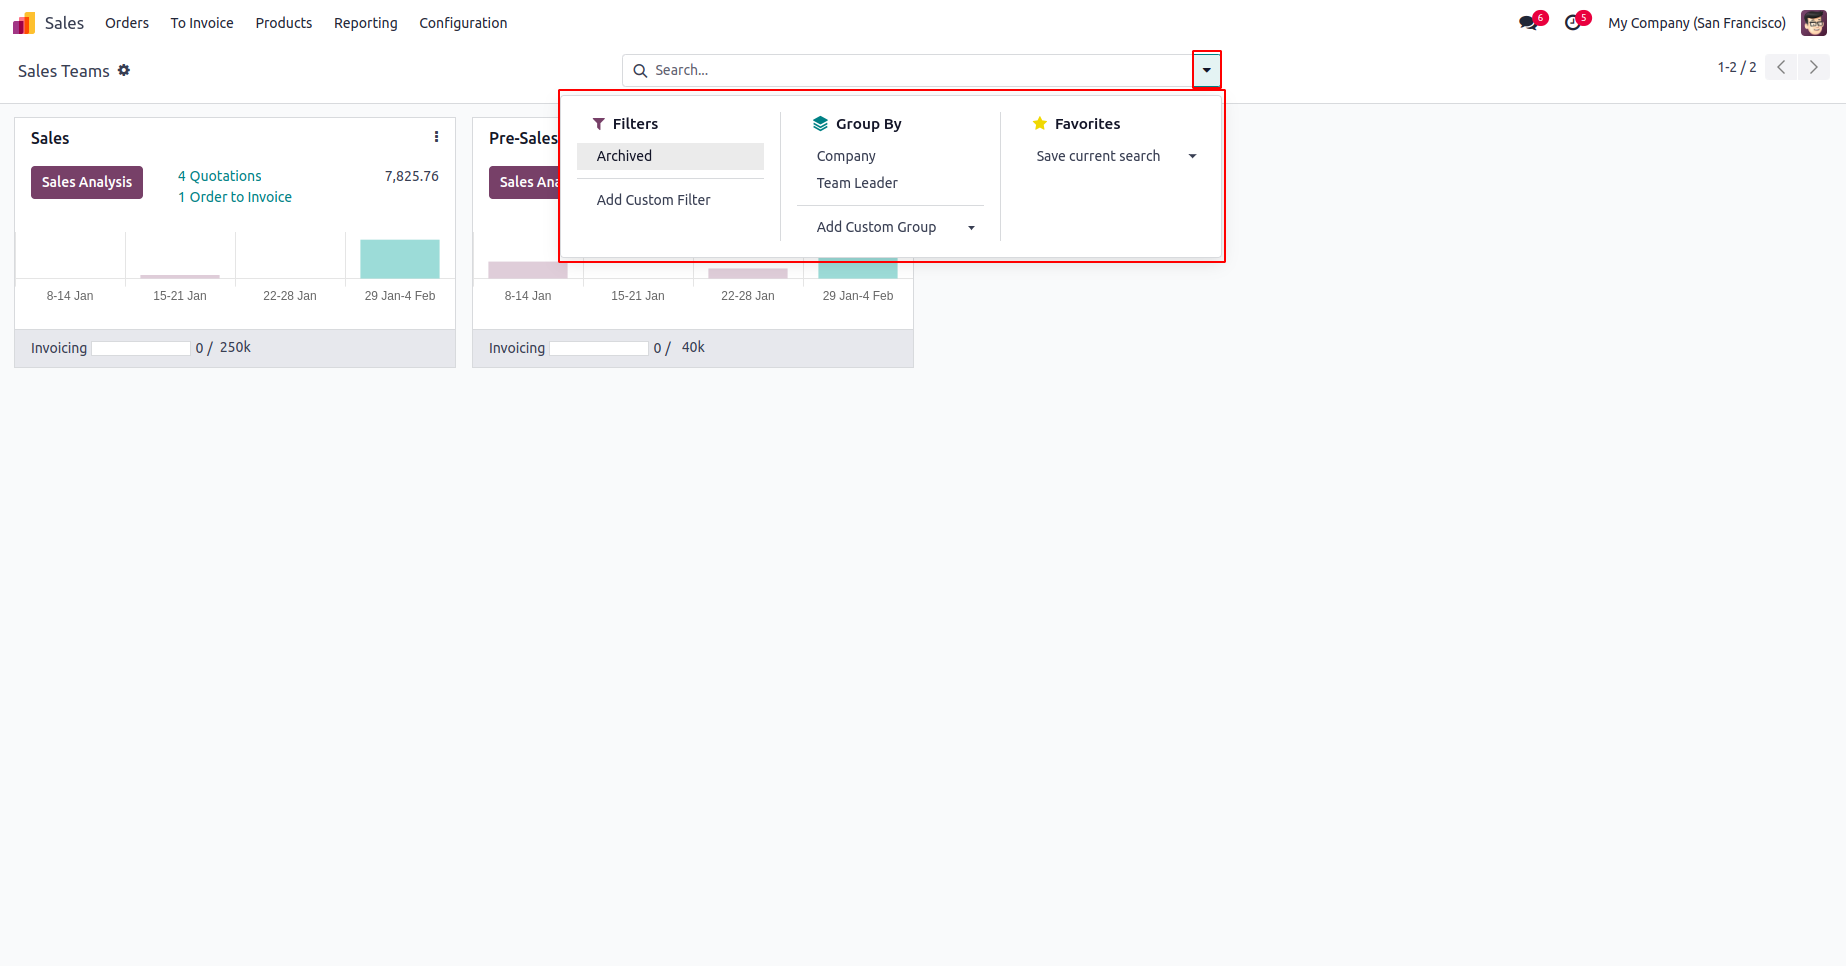 Sales Orders To Invoice Products Reporting Configuration 6 5 My Company (San Francisco)
Sales Teams Search... 1-2 / 2
Filters Group By Favorites
Archived Company Save current search
Team Leader
Add Custom Filter
Add Custom Group
Sales
Sales Analysis 4 Quotations 7,825.76
1 Order to Invoice
8-14 Jan 15-21 Jan 22-28 Jan 29 Jan-4 Feb
Invoicing 0 / 250k
Pre-Sales
Sales Ana
8-14 Jan 15-21 Jan 22-28 Jan 29 Jan-4 Feb
Invoicing 0 / 40k